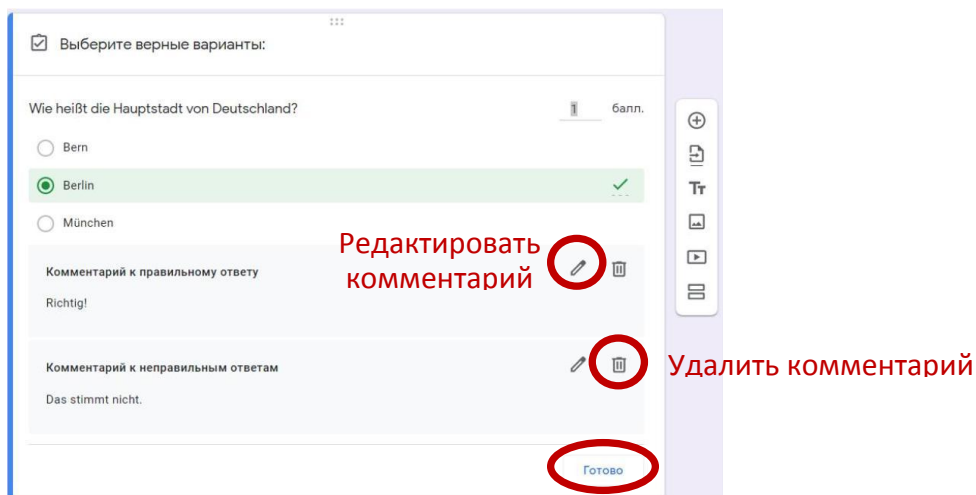 Выберите верные варианты:
Wie heißt die Hauptstadt von Deutschland?
1 балл.
Bern
Berlin
München
Редактировать
комментарий
Комментарий к правильному ответу
Richtig!
Комментарий к неправильным ответам
Удалить комментарий
Das stimmt nicht.
Готово
Tт